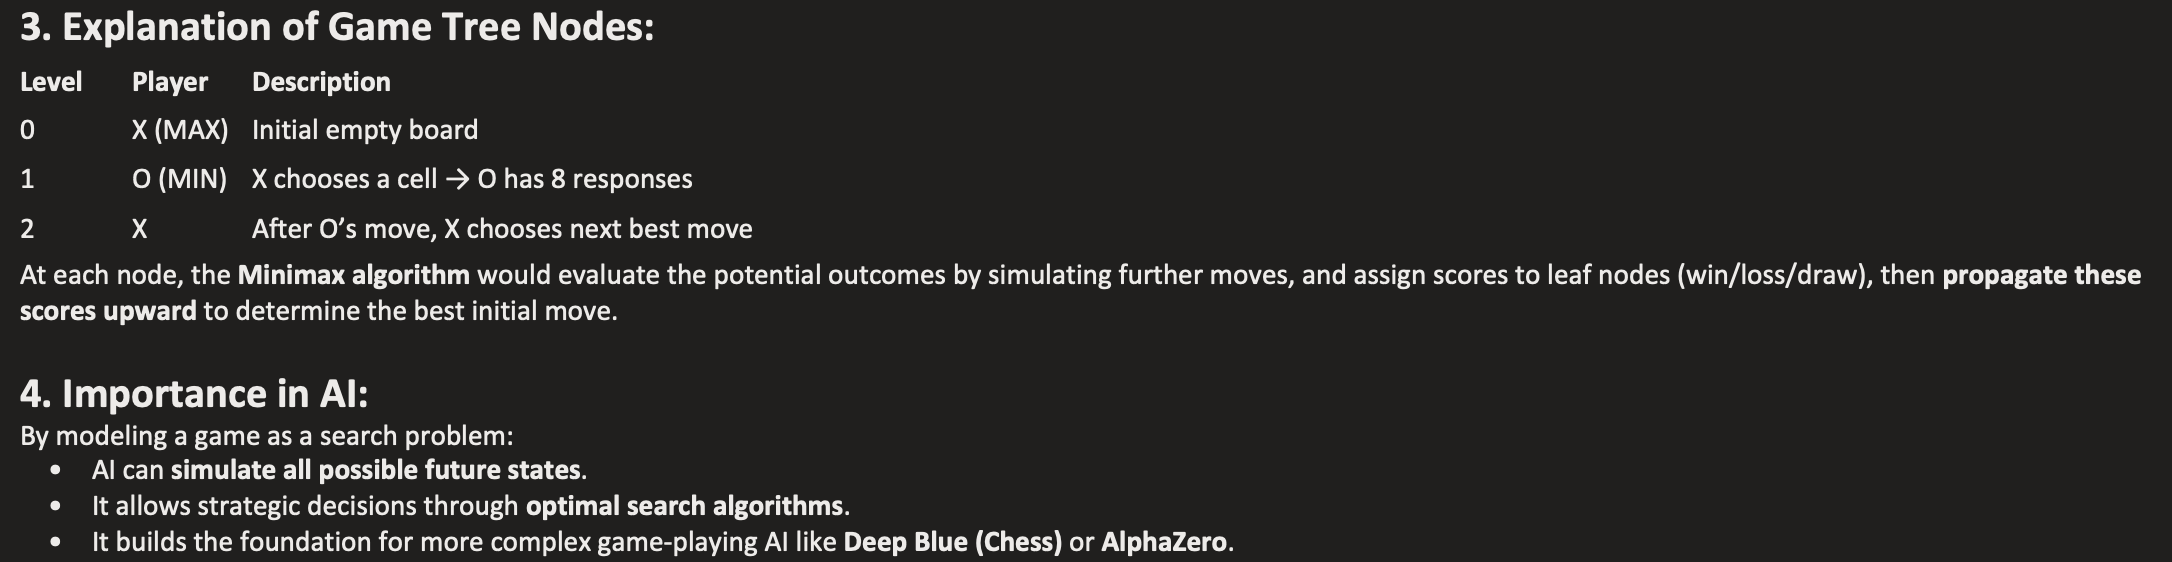 3. Explanation of Game Tree Nodes:
Level Player Description
0 X (MAX) Initial empty board
1 O (MIN) X chooses a cell → O has 8 responses
2 X After O’s move, X chooses next best move
At each node, the Minimax algorithm would evaluate the potential outcomes by simulating further moves, and assign scores to leaf nodes (win/loss/draw), then propagate these
scores upward to determine the best initial move.
4. Importance in AI:
By modeling a game as a search problem:
• AI can simulate all possible future states.
• It allows strategic decisions through optimal search algorithms.
• It builds the foundation for more complex game-playing AI like Deep Blue (Chess) or AlphaZero.